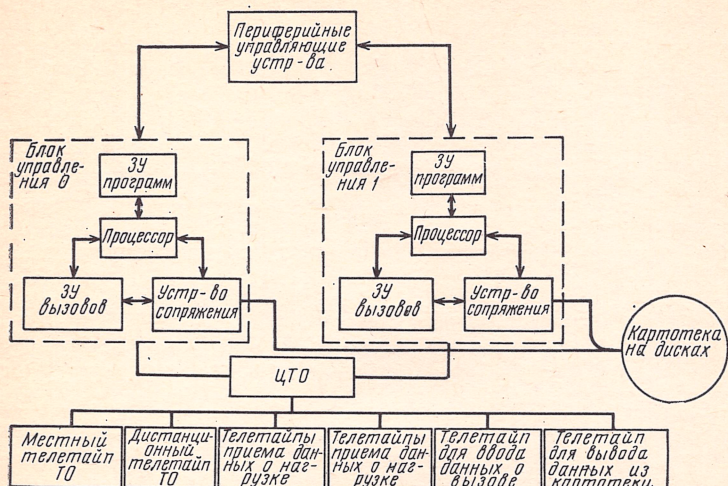 Периферийные
управляющие
устр-ва
Блок
управле-
ния 0
ЗУ
программ
Процессор
ЗУ
вызовов
Устр-во
сопряжения
Блок
управле-
ния 1
ЗУ
программ
Процессор
ЗУ
вызовов
Устр-во
сопряжения
Картотека
на дисках
ЦТО
Местный
телетайп
ТО
Дистанци-
онный
телетайп
ТО
Телетайпы
приема дан-
ных о наг-
рузке
Телетайпы
приема дан-
ных о наг-
рузке
Телетайп
для ввода
данных о
вызове
Телетайп
для вывода
данных из
картотеки